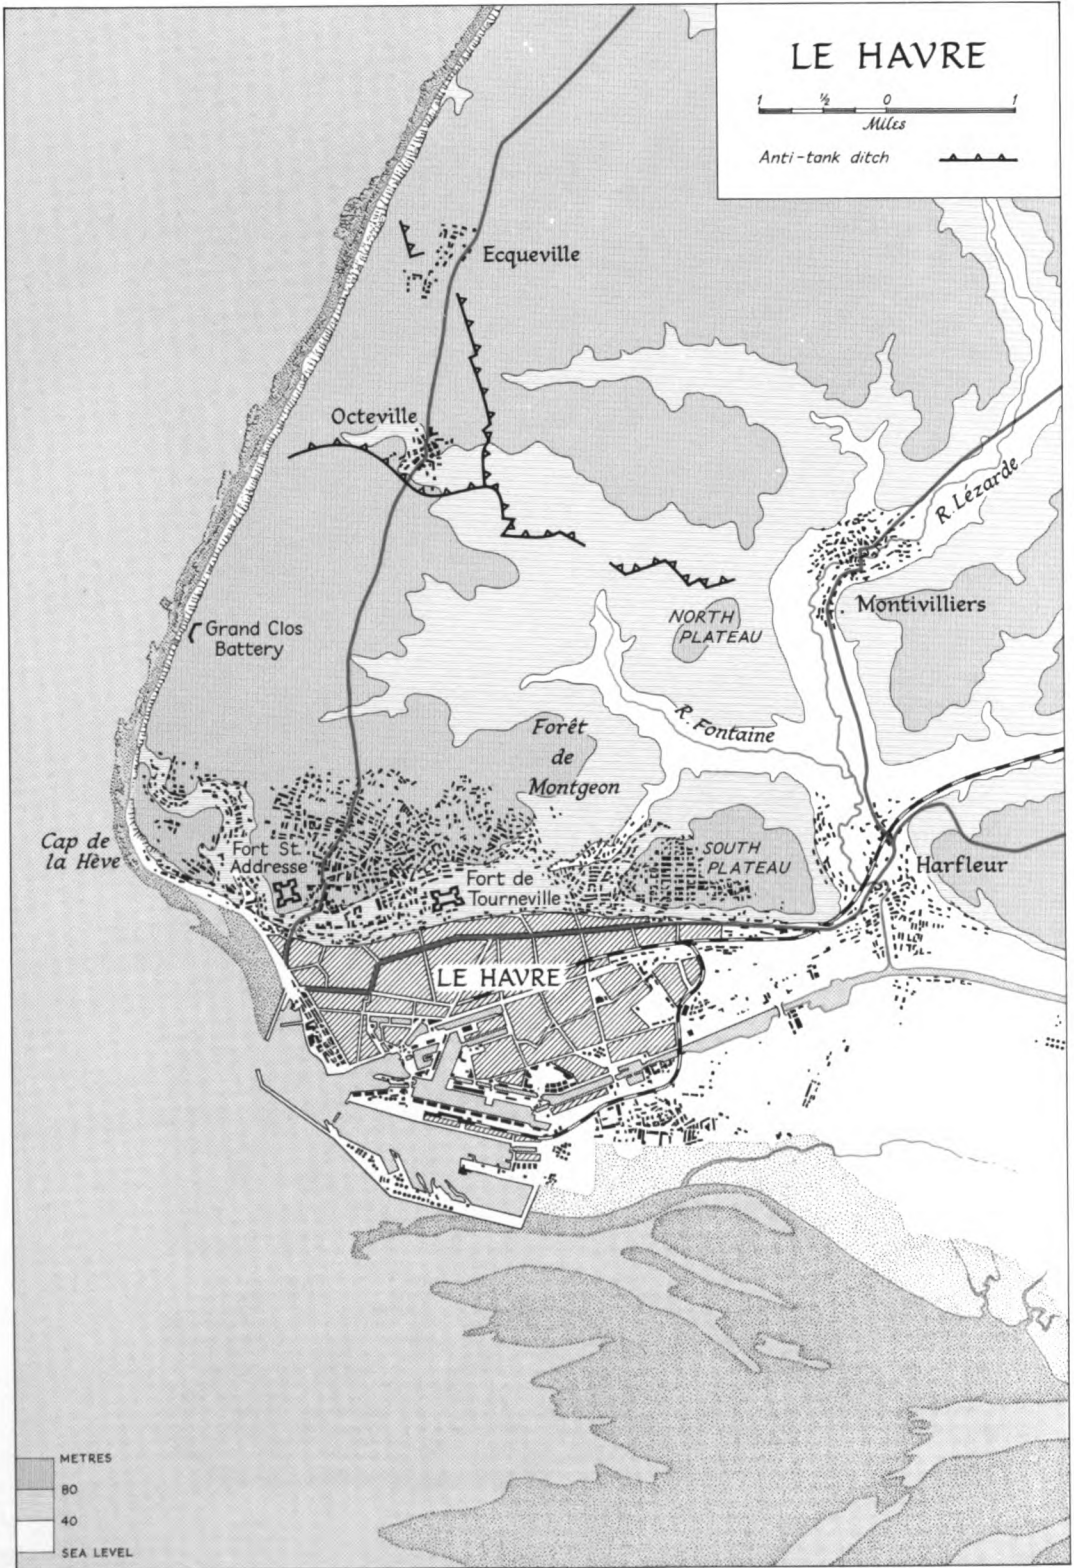 LE HAVRE
1 ½ 0 1
Miles
Anti-tank ditch
Ecqueville
Octeville
R. Lézarde
Montivilliers
Grand Clos
Battery
NORTH
PLATEAU
R. Fontaine
Forêt
de
Montgeon
Cap de
la Hève
Fort St.
Addresse
Fort de
Tourneville
SOUTH
PLATEAU
Harfleur
LE HAVRE
METRES
80
40
SEA LEVEL